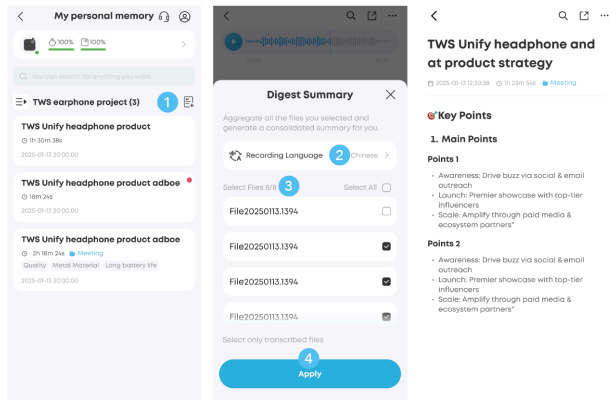 My personal memory
100% 100%
You can search for anything you want
TWS earphone project (3) 1
TWS Unify headphone product
1h 30m 38s
2025-01-13 20:00:00
TWS Unify headphone product adboe
18m 24s
2025-01-13 20:00:00
TWS Unify headphone product adboe
2h 18m 24s Meeting
Quality Metal Material Long battery life
2025-01-13 20:00:00
Digest Summary
Aggregate all the files you selected and
generate a consolidated summary for you.
Recording Language 2 Chinese
Select Files 8/8 3 Select All
File20250113.1394
File20250113.1394
File20250113.1394
File20250113.1394
Select only transcribed files
4
Apply
TWS Unify headphone and
at product strategy
2025-01-13 12:30:38 1h 23m 54s Meeting
Key Points
1. Main Points
Points 1
• Awareness: Drive buzz via social & email
outreach
• Launch: Premier showcase with top-tier
influencers
• Scale: Amplify through paid media &
ecosystem partners"
Points 2
• Awareness: Drive buzz via social & email
outreach
• Launch: Premier showcase with top-tier
influencers
• Scale: Amplify through paid media &
ecosystem partners"